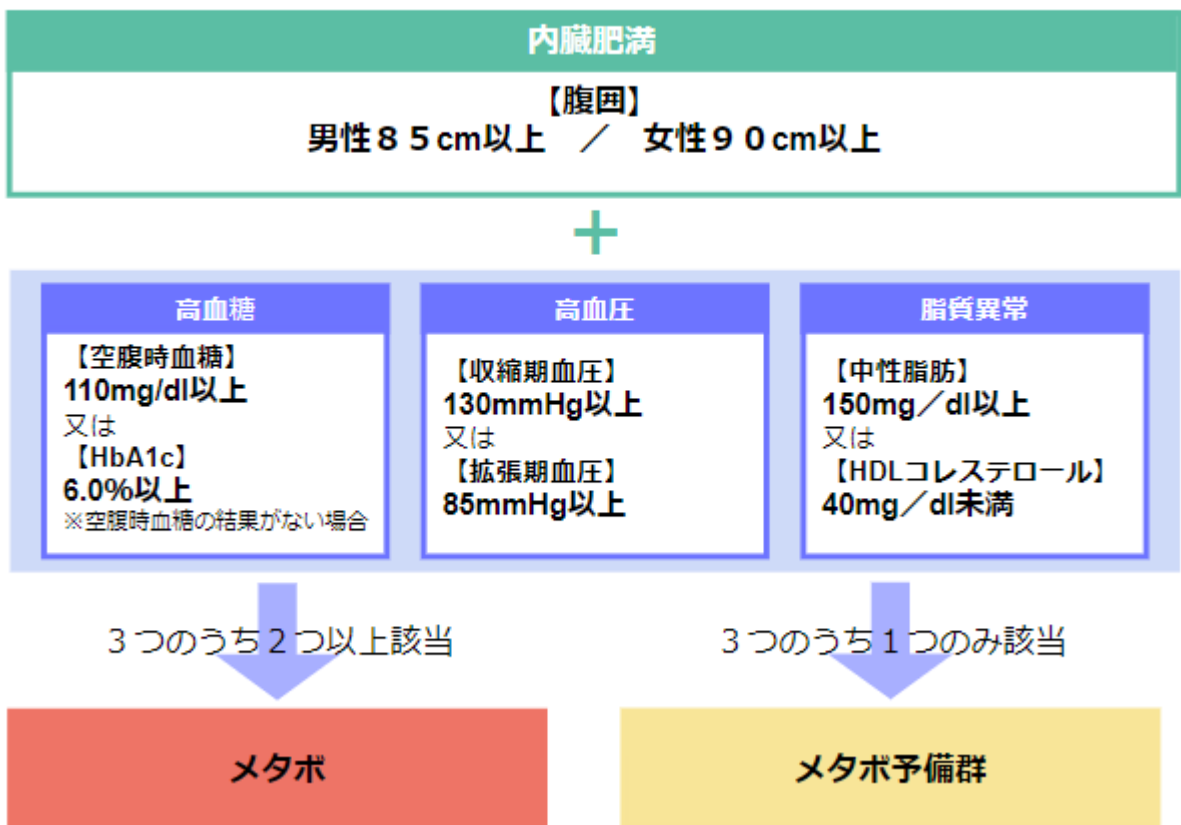 内臓肥満
【腹囲】
男性８５cm以上　／　女性９０cm以上
＋
高血糖
【空腹時血糖】
110mg/dl以上
又は
【HbA1c】
6.0%以上
※空腹時血糖の結果がない場合
高血圧
【収縮期血圧】
130mmHg以上
又は
【拡張期血圧】
85mmHg以上
脂質異常
【中性脂肪】
150mg／dl以上
又は
【HDLコレステロール】
40mg／dl未満
３つのうち２つ以上該当
３つのうち１つのみ該当
メタボ
メタボ予備群